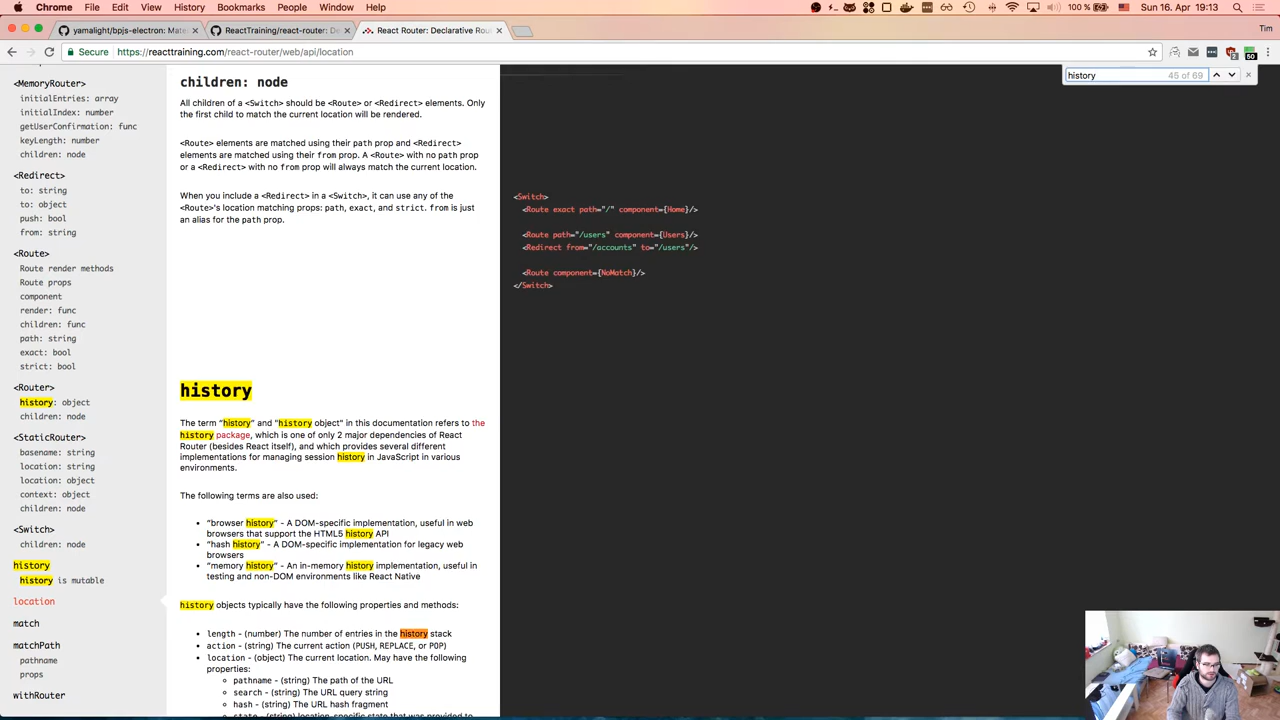 Chrome File Edit View History Bookmarks People Window Help 100 % Sun 16. Apr 19:13
yamalight/bpjs-electron: Mate
ReactTraining/react-router: De
React Router: Declarative Rout
Tim
Secure https://reacttraining.com/react-router/web/api/location
50
history 45 of 69
<MemoryRouter>
initialEntries: array
initialIndex: number
getUserConfirmation: func
keyLength: number
children: node
<Redirect>
to: string
to: object
push: bool
from: string
<Route>
Route render methods
Route props
component
render: func
children: func
path: string
exact: bool
strict: bool
<Router>
history: object
children: node
<StaticRouter>
basename: string
location: string
location: object
context: object
children: node
<Switch>
children: node
history
history is mutable
location
match
matchPath
pathname
props
withRouter
children: node
All children of a <Switch> should be <Route> or <Redirect> elements. Only
the first child to match the current location will be rendered.
<Route> elements are matched using their path prop and <Redirect>
elements are matched using their from prop. A <Route> with no path prop
or a <Redirect> with no from prop will always match the current location.
When you include a <Redirect> in a <Switch>, it can use any of the
<Route>'s location matching props: path, exact, and strict. from is just
an alias for the path prop.
<Switch>
<Route exact path="/" component={Home}/>
<Route path="/users" component={Users}/>
<Redirect from="/accounts" to="/users"/>
<Route component={NoMatch}/>
</Switch>
history
The term "history" and "history object" in this documentation refers to the
history package, which is one of only 2 major dependencies of React
Router (besides React itself), and which provides several different
implementations for managing session history in JavaScript in various
environments.
The following terms are also used:
• "browser history" - A DOM-specific implementation, useful in web
browsers that support the HTML5 history API
• "hash history" - A DOM-specific implementation for legacy web
browsers
• "memory history" - An in-memory history implementation, useful in
testing and non-DOM environments like React Native
history objects typically have the following properties and methods:
• length - (number) The number of entries in the history stack
• action - (string) The current action (PUSH, REPLACE, or POP)
• location - (object) The current location. May have the following
properties:
◦ pathname - (string) The path of the URL
◦ search - (string) The URL query string
◦ hash - (string) The URL hash fragment
◦ state - (string) location-specific state that was provided to